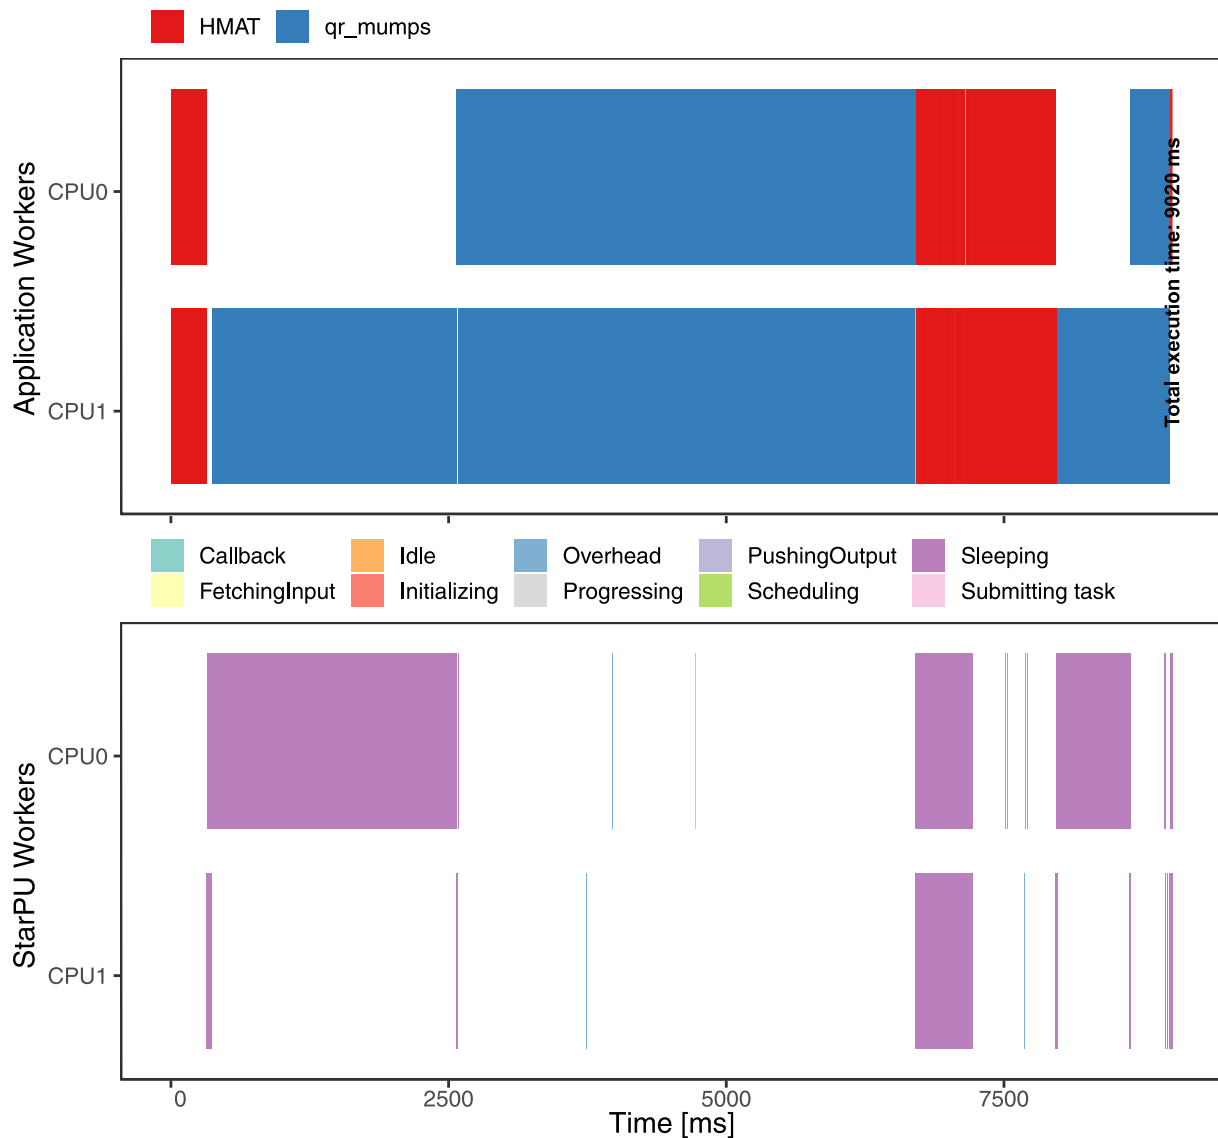 HMAT qr_mumps
Application Workers
CPU0
CPU1
Total execution time: 9020 ms
Callback Idle Overhead PushingOutput Sleeping
FetchingInput Initializing Progressing Scheduling Submitting task
StarPU Workers
CPU0
CPU1
0 2500 5000 7500
Time [ms]